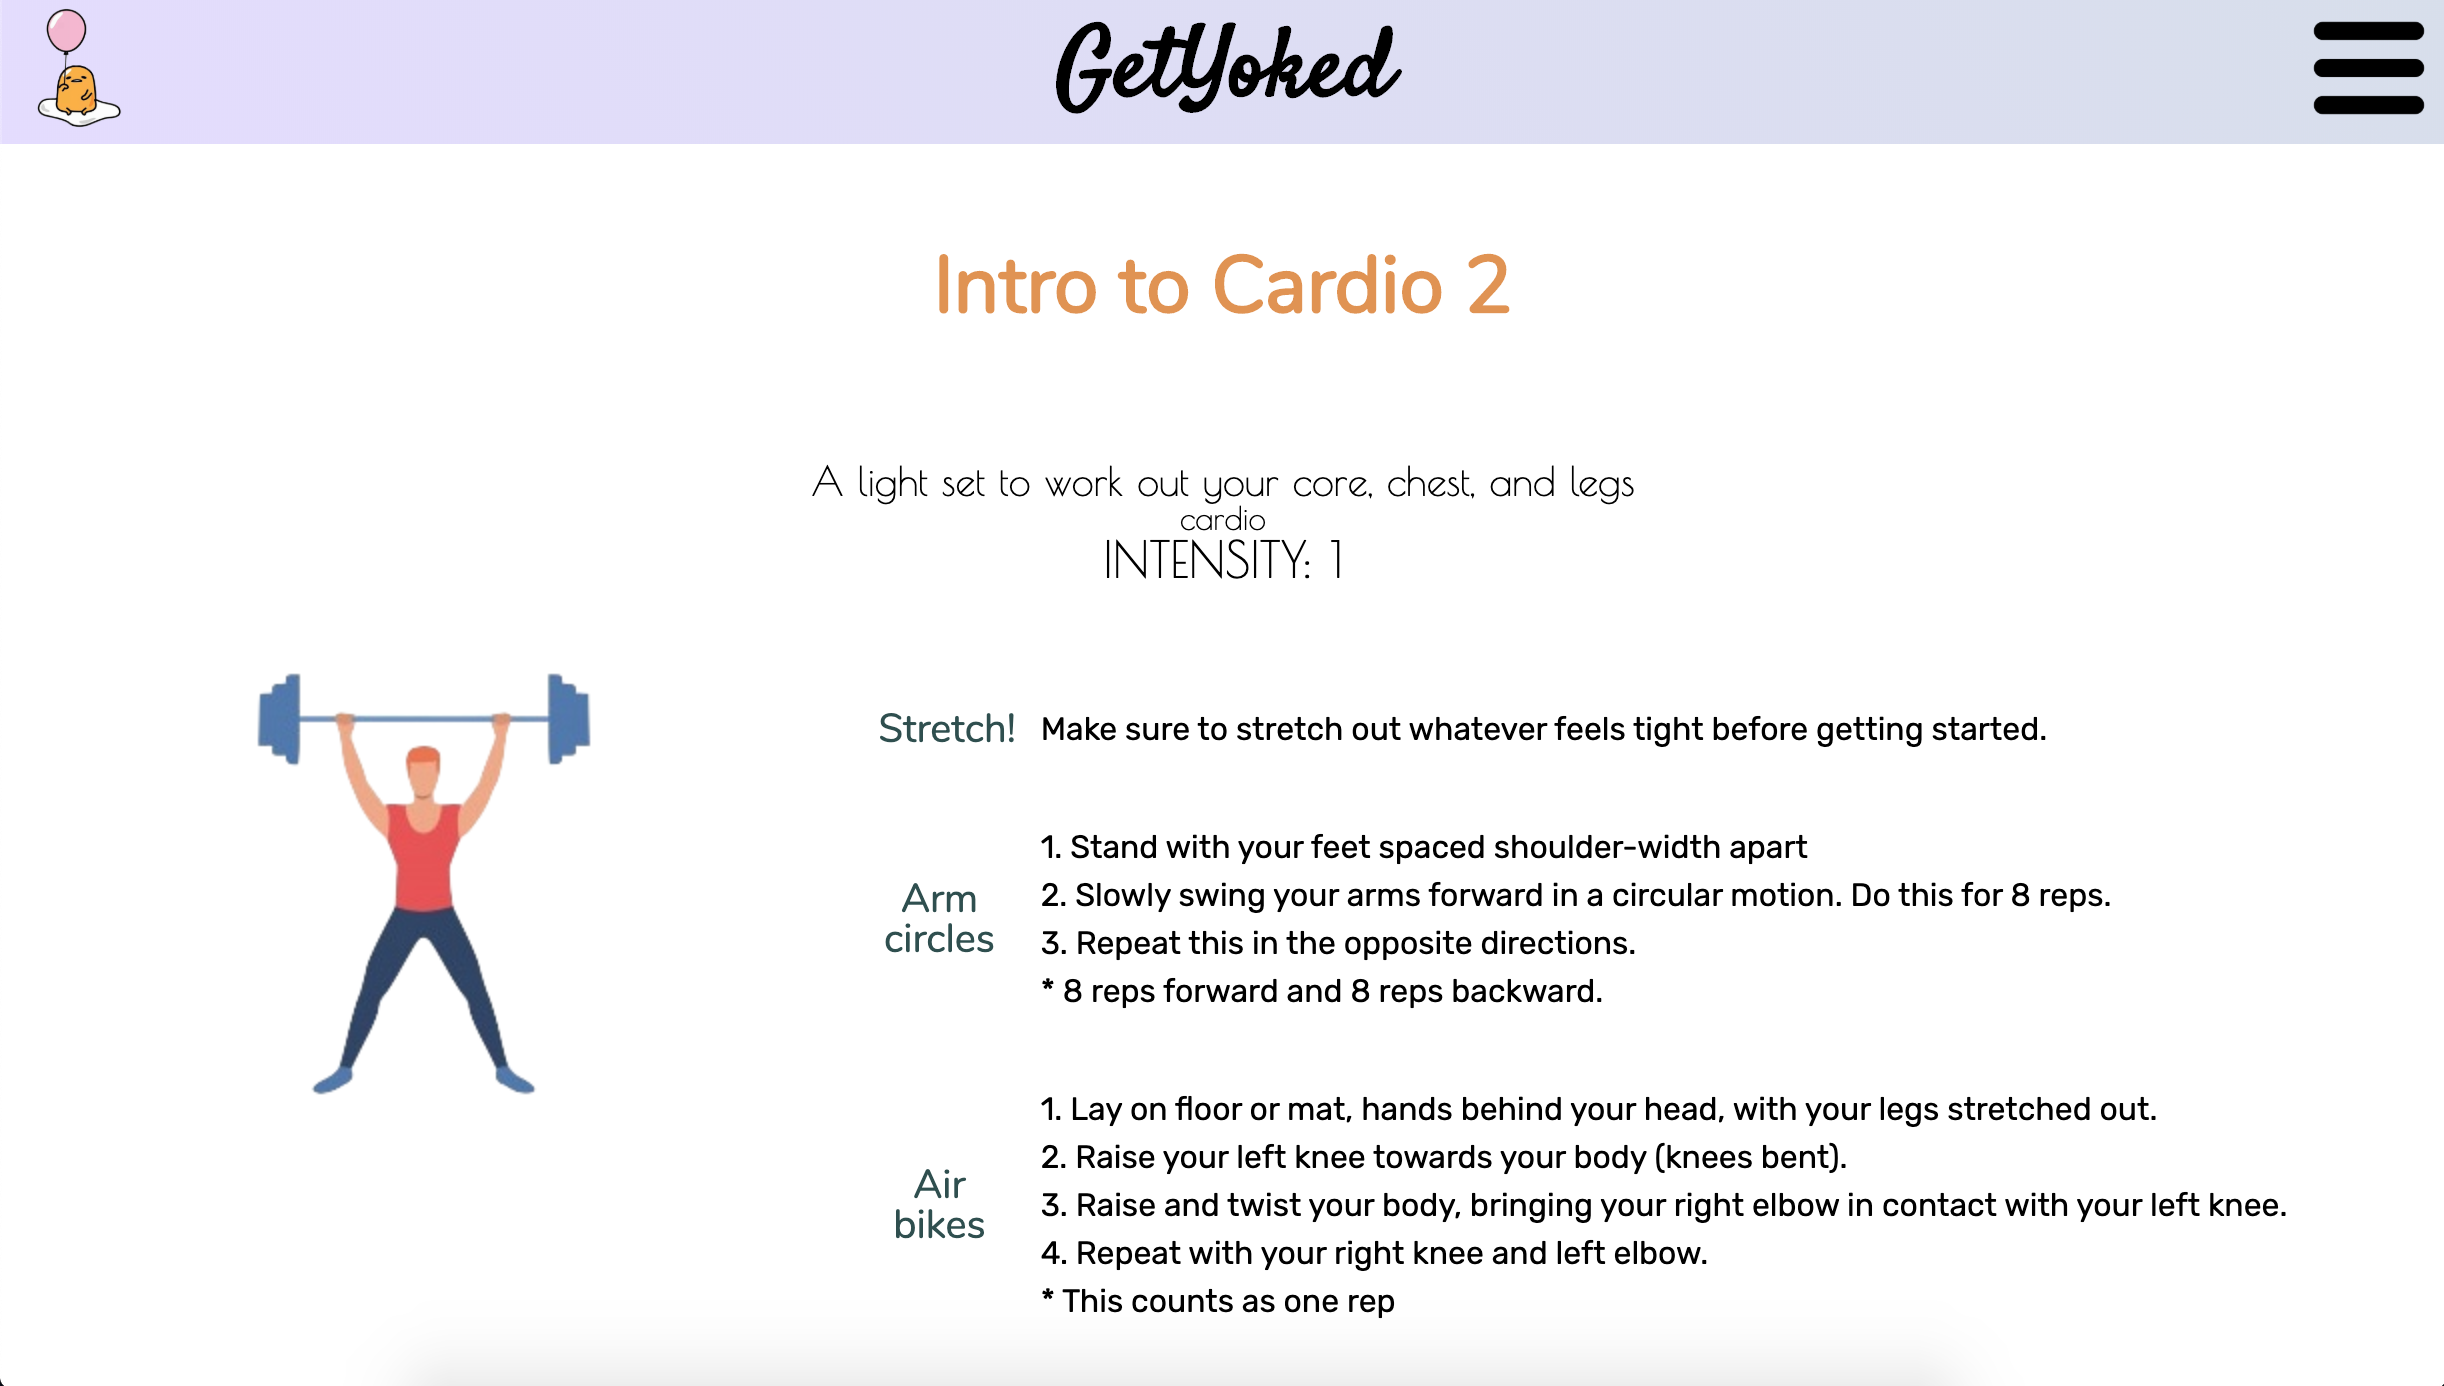 GetYoked
Intro to Cardio 2
A light set to work out your core, chest, and legs
cardio
INTENSITY: 1
Stretch!
Make sure to stretch out whatever feels tight before getting started.
Arm
circles
1. Stand with your feet spaced shoulder-width apart
2. Slowly swing your arms forward in a circular motion. Do this for 8 reps.
3. Repeat this in the opposite directions.
* 8 reps forward and 8 reps backward.
Air
bikes
1. Lay on floor or mat, hands behind your head, with your legs stretched out.
2. Raise your left knee towards your body (knees bent).
3. Raise and twist your body, bringing your right elbow in contact with your left knee.
4. Repeat with your right knee and left elbow.
* This counts as one rep